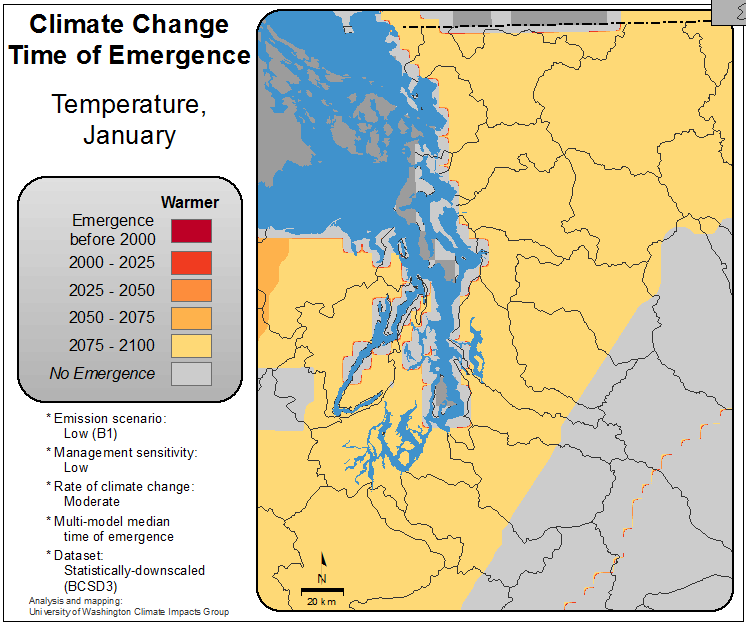 Climate Change
Time of Emergence
Temperature,
January
Warmer
Emergence
before 2000
2000 - 2025
2025 - 2050
2050 - 2075
2075 - 2100
No Emergence
* Emission scenario:
Low (B1)
* Management sensitivity:
Low
* Rate of climate change:
Moderate
* Multi-model median
time of emergence
* Dataset:
Statistically-downscaled
(BCSD3)
Analysis and mapping:
University of Washington Climate Impacts Group
N
20 km